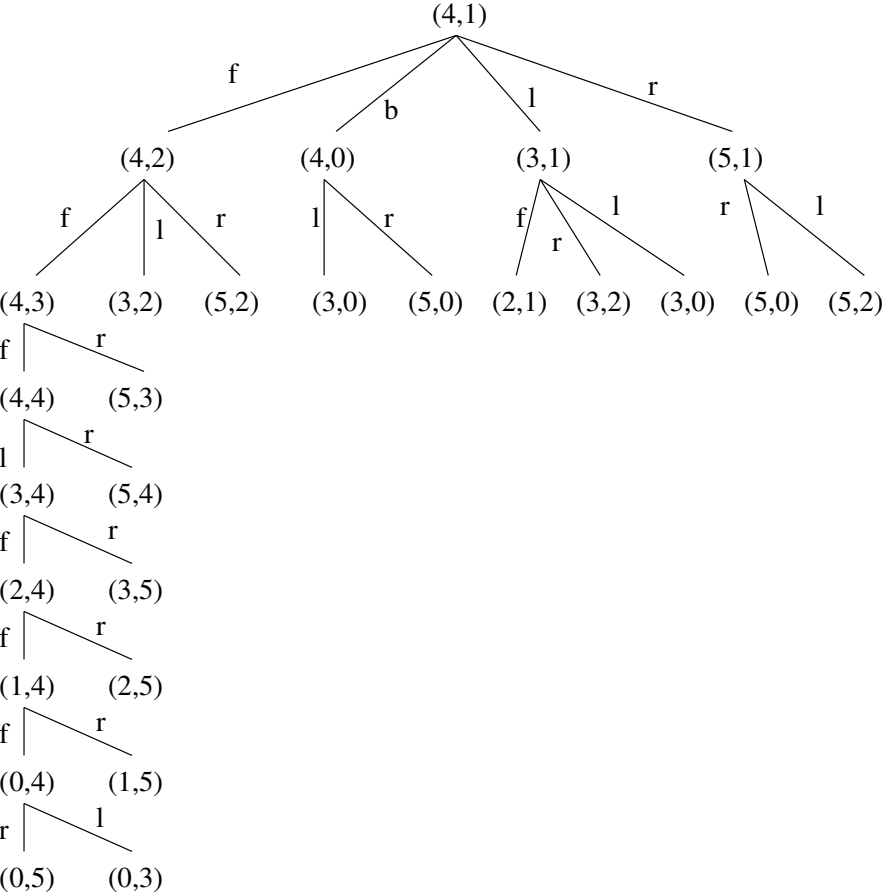 (4,1)
f b l r
(4,2) (4,0) (3,1) (5,1)
f l r l r f r l r l
(4,3) (3,2) (5,2) (3,0) (5,0) (2,1) (3,2) (3,0) (5,0) (5,2)
f r
(4,4) (5,3)
l r
(3,4) (5,4)
f r
(2,4) (3,5)
f r
(1,4) (2,5)
f r
(0,4) (1,5)
r l
(0,5) (0,3)